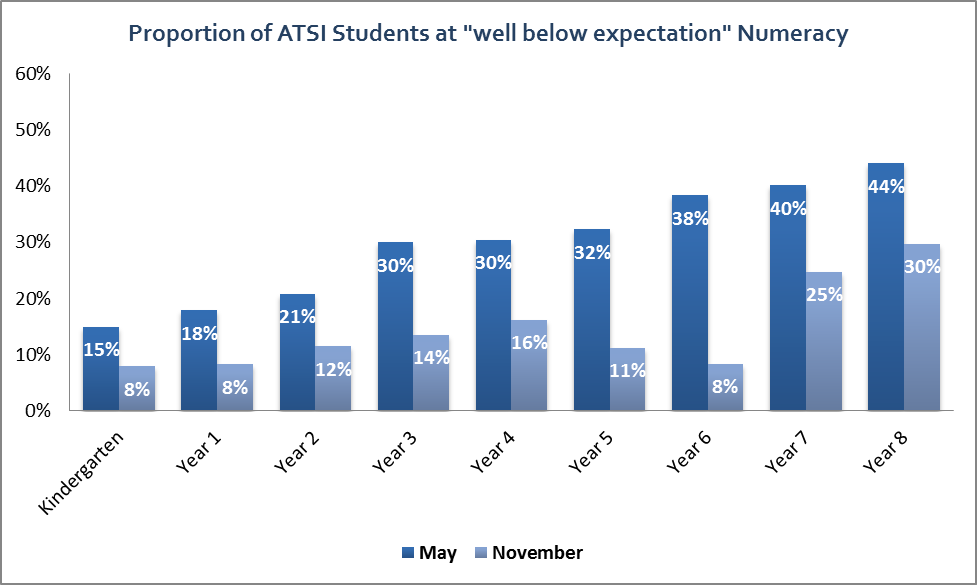 Proportion of ATSI Students at "well below expectation" Numeracy
60%
50%
40%
30%
20%
10%
0%
15%
8%
18%
8%
21%
12%
30%
14%
30%
16%
32%
11%
38%
8%
40%
25%
44%
30%
Kindergarten
Year 1
Year 2
Year 3
Year 4
Year 5
Year 6
Year 7
Year 8
May
November